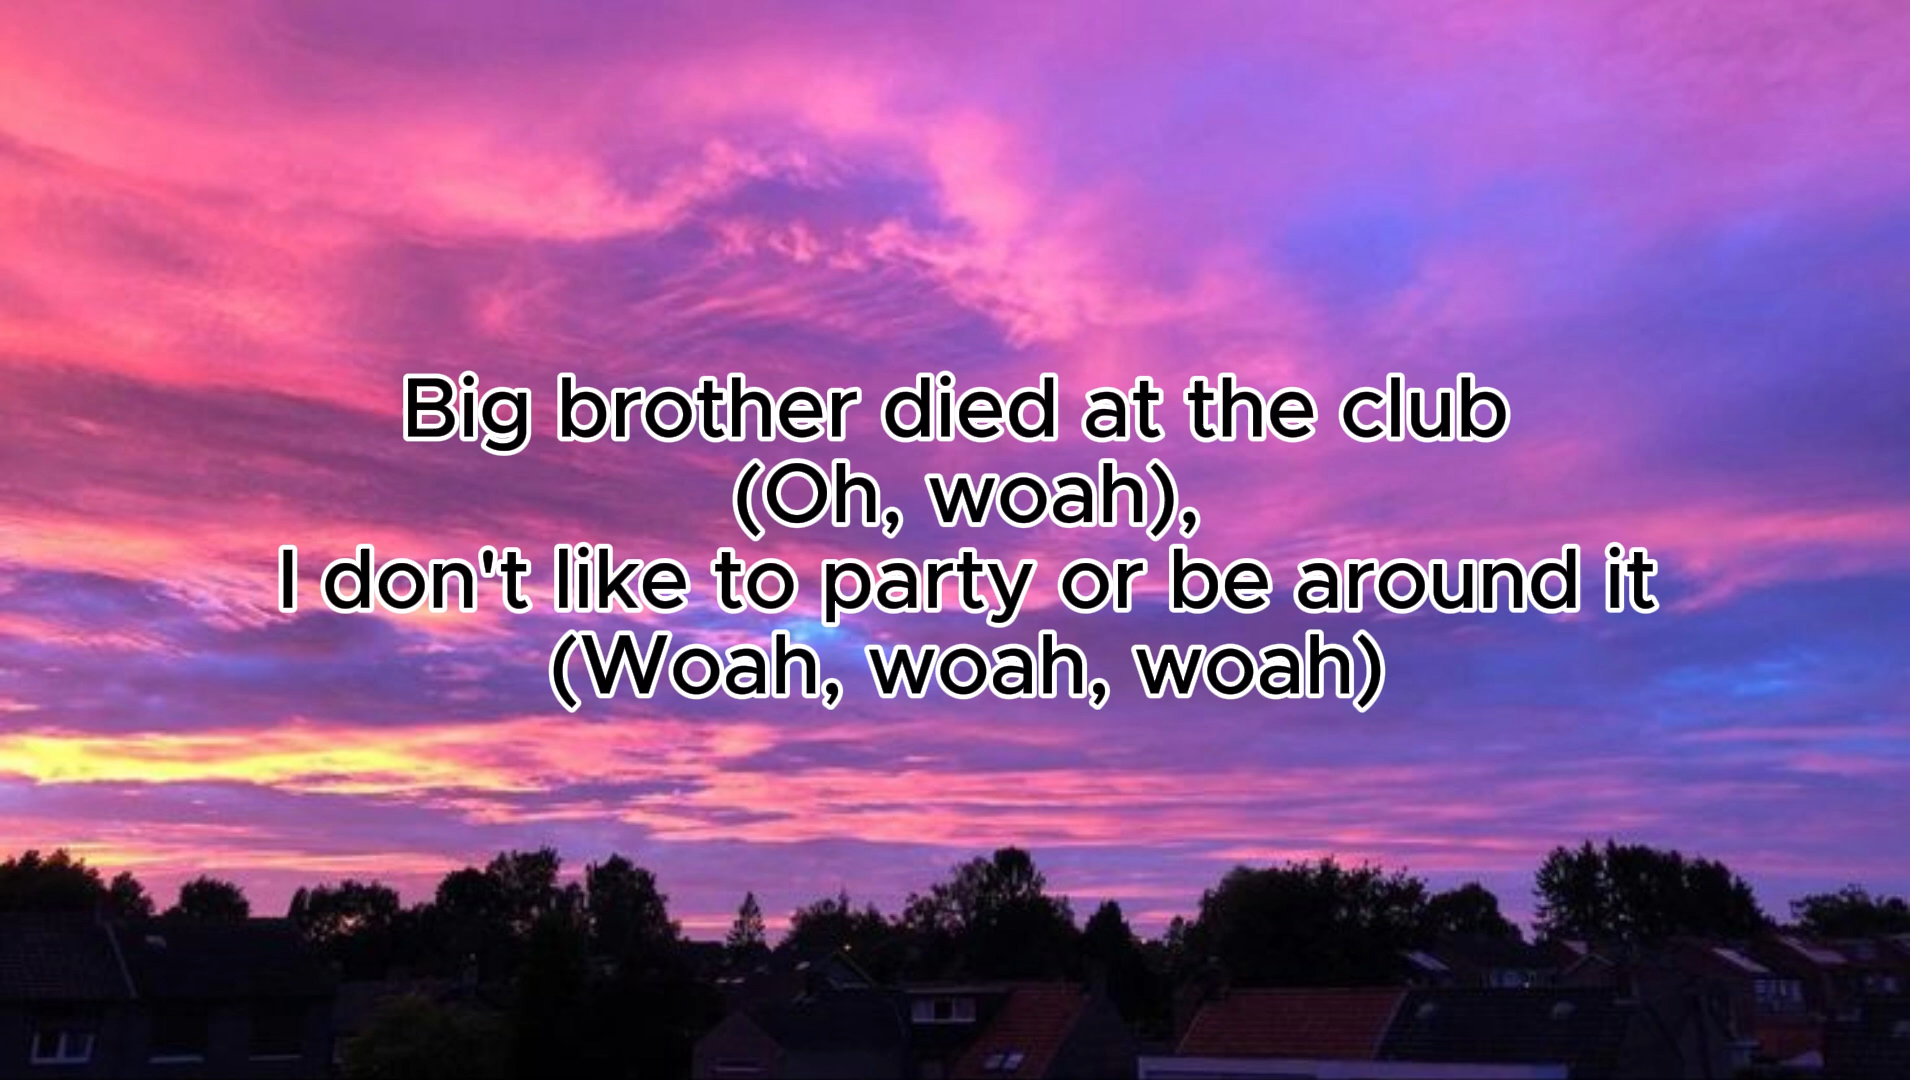 Big brother died at the club
(Oh, woah),
I don't like to party or be around it
(Woah, woah, woah)